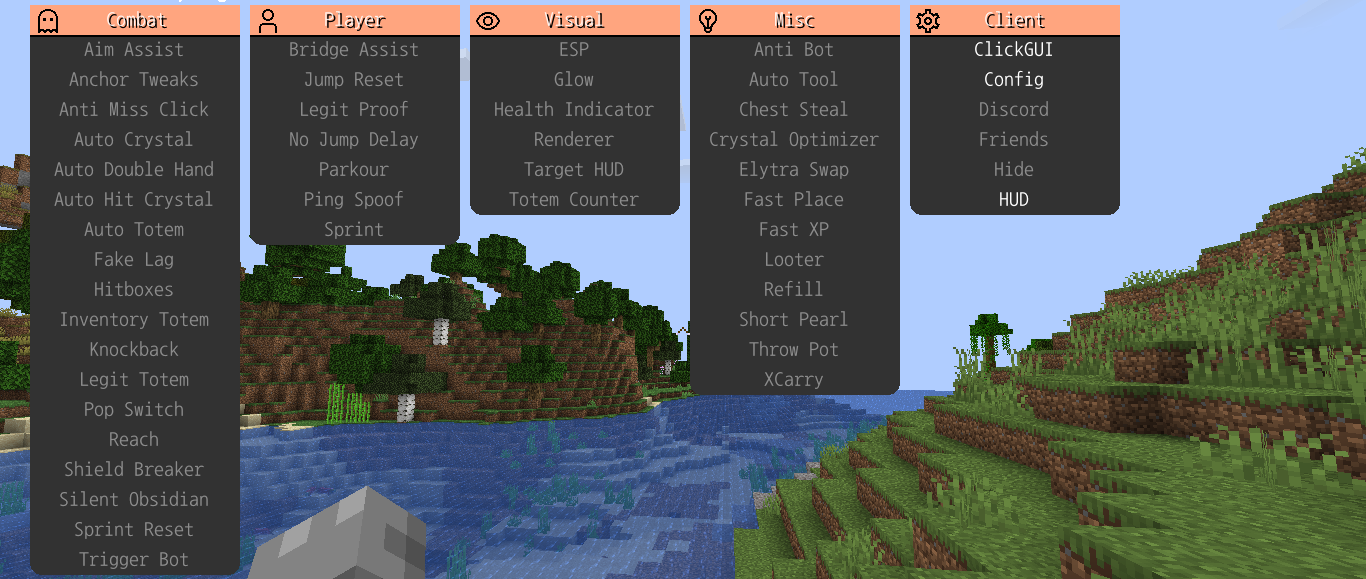 Combat
Aim Assist
Anchor Tweaks
Anti Miss Click
Auto Crystal
Auto Double Hand
Auto Hit Crystal
Auto Totem
Fake Lag
Hitboxes
Inventory Totem
Knockback
Legit Totem
Pop Switch
Reach
Shield Breaker
Silent Obsidian
Sprint Reset
Trigger Bot
Player
Bridge Assist
Jump Reset
Legit Proof
No Jump Delay
Parkour
Ping Spoof
Sprint
Visual
ESP
Glow
Health Indicator
Renderer
Target HUD
Totem Counter
Misc
Anti Bot
Auto Tool
Chest Steal
Crystal Optimizer
Elytra Swap
Fast Place
Fast XP
Looter
Refill
Short Pearl
Throw Pot
XCarry
Client
ClickGUI
Config
Discord
Friends
Hide
HUD